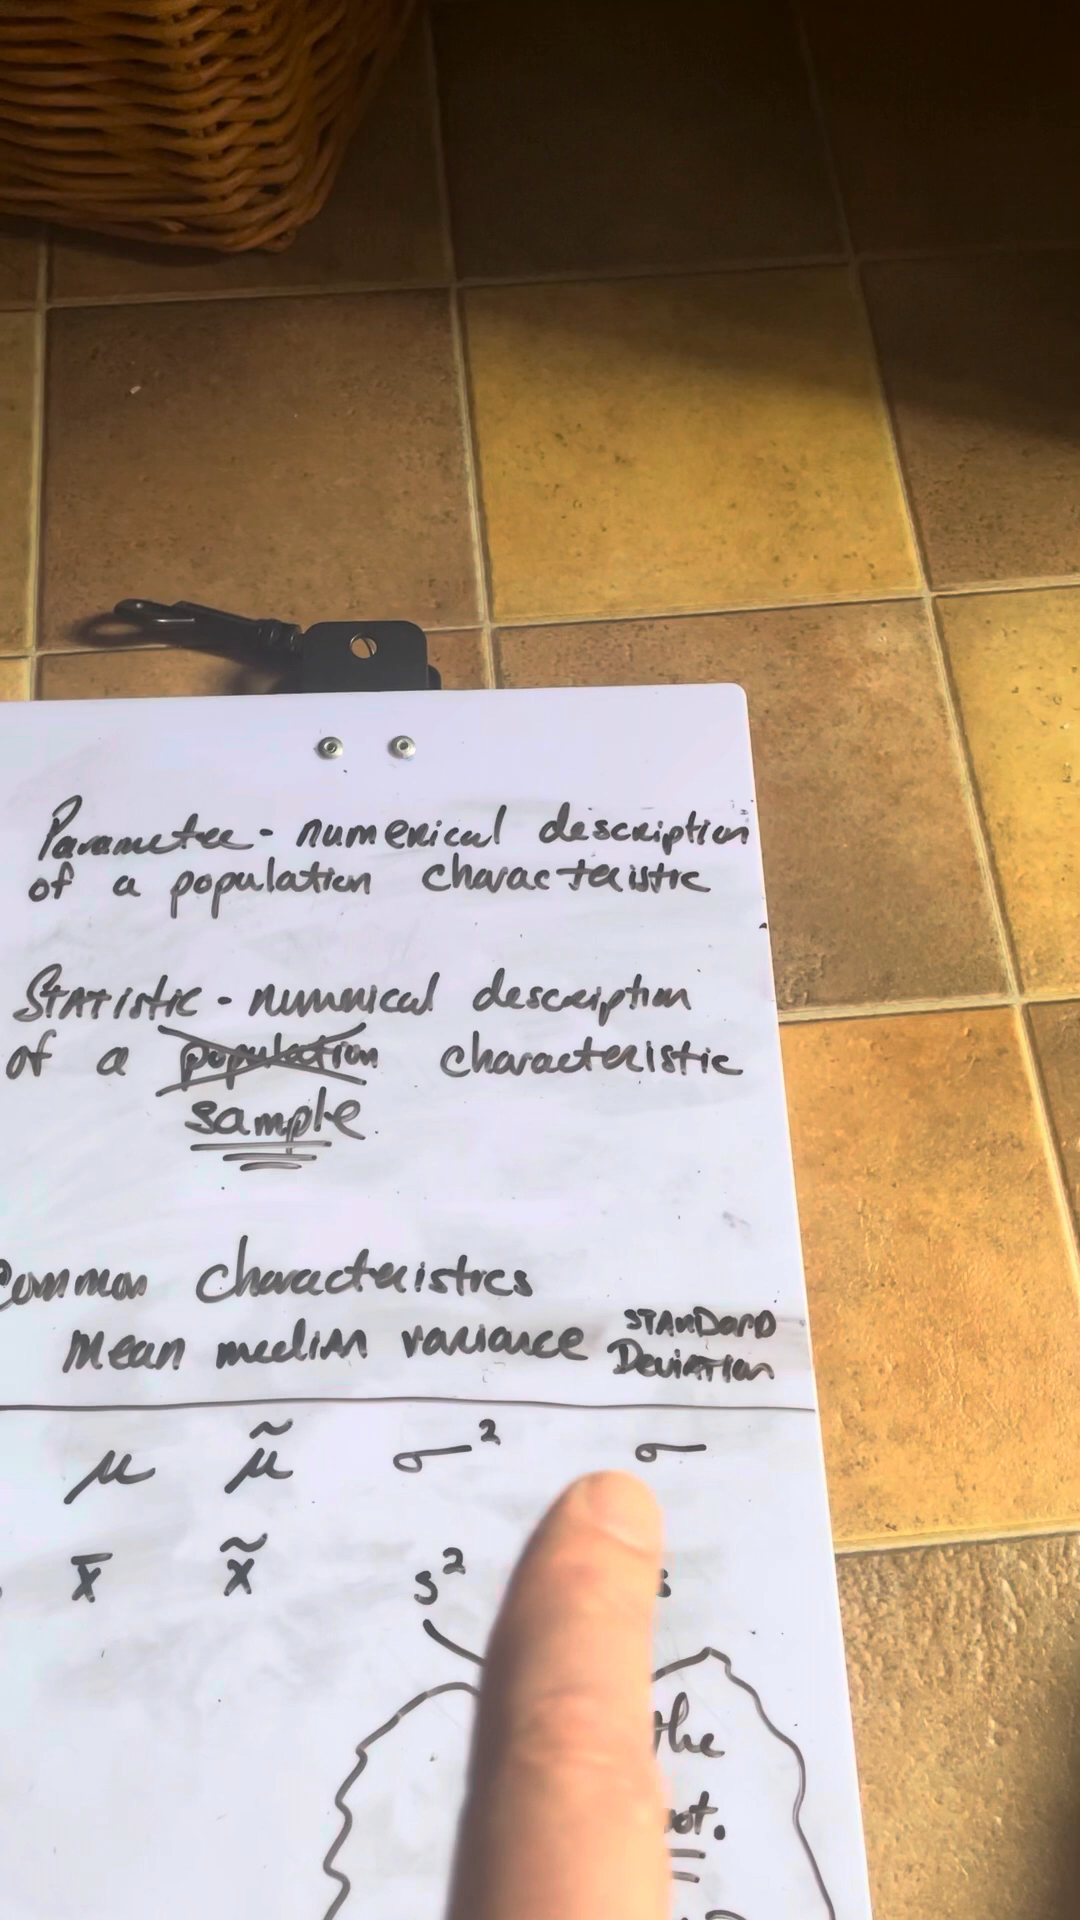 Parameter - numerical description
of a population characteristic
Statistic - numerical description
of a population characteristic
sample
Common Characteristics
Mean median variance STANDARD
DeviATion
μ μ̃ σ² σ
x̄ x̃ s² s
the